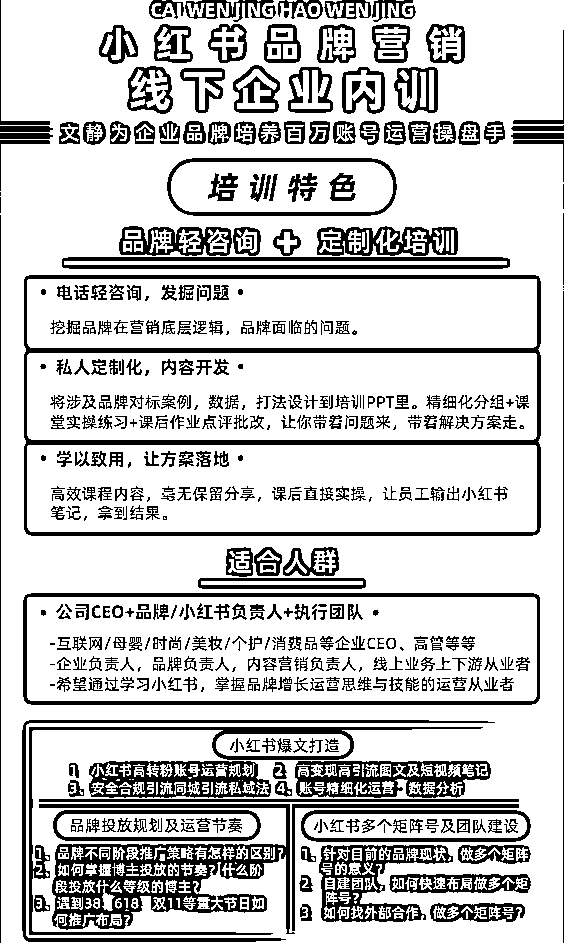 CAI WEN JING HAO WEN JING
小红书品牌营销
线下企业内训
文静为企业品牌培养百万账号运营操盘手
培训特色
品牌轻咨询 + 定制化培训
• 电话轻咨询，发掘问题 •
挖掘品牌在营销底层逻辑，品牌面临的问题。
• 私人定制化，内容开发 •
将涉及品牌对标案例，数据，打法设计到培训PPT里。精细化分组+课
堂实操练习+课后作业点评批改，让你带着问题来，带着解决方案走。
• 学以致用，让方案落地 •
高效课程内容，毫无保留分享，课后直接实操，让员工输出小红书
笔记，拿到结果。
适合人群
• 公司CEO+品牌/小红书负责人+执行团队 •
-互联网/母婴/时尚/美妆/个护/消费品等企业CEO、高管等等
-企业负责人，品牌负责人，内容营销负责人，线上业务上下游从业者
-希望通过学习小红书，掌握品牌增长运营思维与技能的运营从业者
小红书爆文打造
1、小红书高转粉账号运营规划 2、高变现高引流图文及短视频笔记
3、安全合规引流同城引流私域法 4、账号精细化运营·数据分析
品牌投放规划及运营节奏
1、品牌不同阶段推广策略有怎样的区别？
2、如何掌握博主投放的节奏？什么阶
段投放什么等级的博主？
3、遇到38、618、双11等重大节日如
何推广布局？
小红书多个矩阵号及团队建设
1、针对目前的品牌现状，做多个矩阵
号的意义？
2、自建团队，如何快速布局做多个矩
阵号？
3、如何找外部合作，做多个矩阵号？